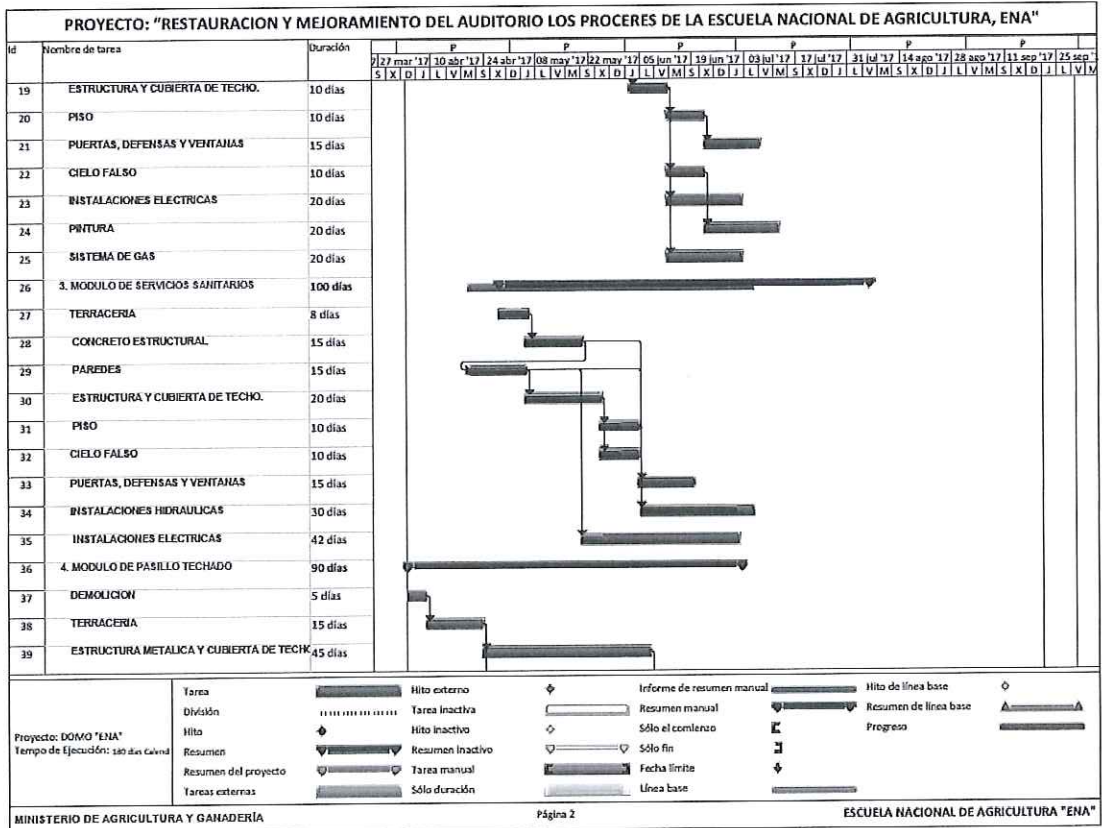 PROYECTO: "RESTAURACION Y MEJORAMIENTO DEL AUDITORIO LOS PROCERES DE LA ESCUELA NACIONAL DE AGRICULTURA, ENA"
Id Nombre de tarea Duración P P P P P P
7 27 mar '17 10 abr '17 24 abr '17 08 may '17 22 may '17 05 jun '17 19 jun '17 03 jul '17 17 jul '17 31 jul '17 14 ago '17 28 ago '17 11 sep '17 25 sep '17
S X D J L V M S X D J L V M S X D J L V M S X D J L V M S X D J L V M
19 ESTRUCTURA Y CUBIERTA DE TECHO. 10 días
20 PISO 10 días
21 PUERTAS, DEFENSAS Y VENTANAS 15 días
22 CIELO FALSO 10 días
23 INSTALACIONES ELECTRICAS 20 días
24 PINTURA 20 días
25 SISTEMA DE GAS 20 días
26 3. MODULO DE SERVICIOS SANITARIOS 100 días
27 TERRACERIA 8 días
28 CONCRETO ESTRUCTURAL 15 días
29 PAREDES 15 días
30 ESTRUCTURA Y CUBIERTA DE TECHO. 20 días
31 PISO 10 días
32 CIELO FALSO 10 días
33 PUERTAS, DEFENSAS Y VENTANAS 15 días
34 INSTALACIONES HIDRAULICAS 30 días
35 INSTALACIONES ELECTRICAS 42 días
36 4. MODULO DE PASILLO TECHADO 90 días
37 DEMOLICION 5 días
38 TERRACERIA 15 días
39 ESTRUCTURA METALICA Y CUBIERTA DE TECHO 45 días
Proyecto: DOMO "ENA"
Tempo de Ejecución: 180 dias Calend
Tarea Hito externo Informe de resumen manual Hito de línea base
División Tarea inactiva Resumen manual Resumen de línea base
Hito Hito inactivo Sólo el comienzo Progreso
Resumen Resumen inactivo Sólo fin
Resumen del proyecto Tarea manual Fecha límite
Tareas externas Sólo duración Línea base
MINISTERIO DE AGRICULTURA Y GANADERÍA Página 2 ESCUELA NACIONAL DE AGRICULTURA "ENA"